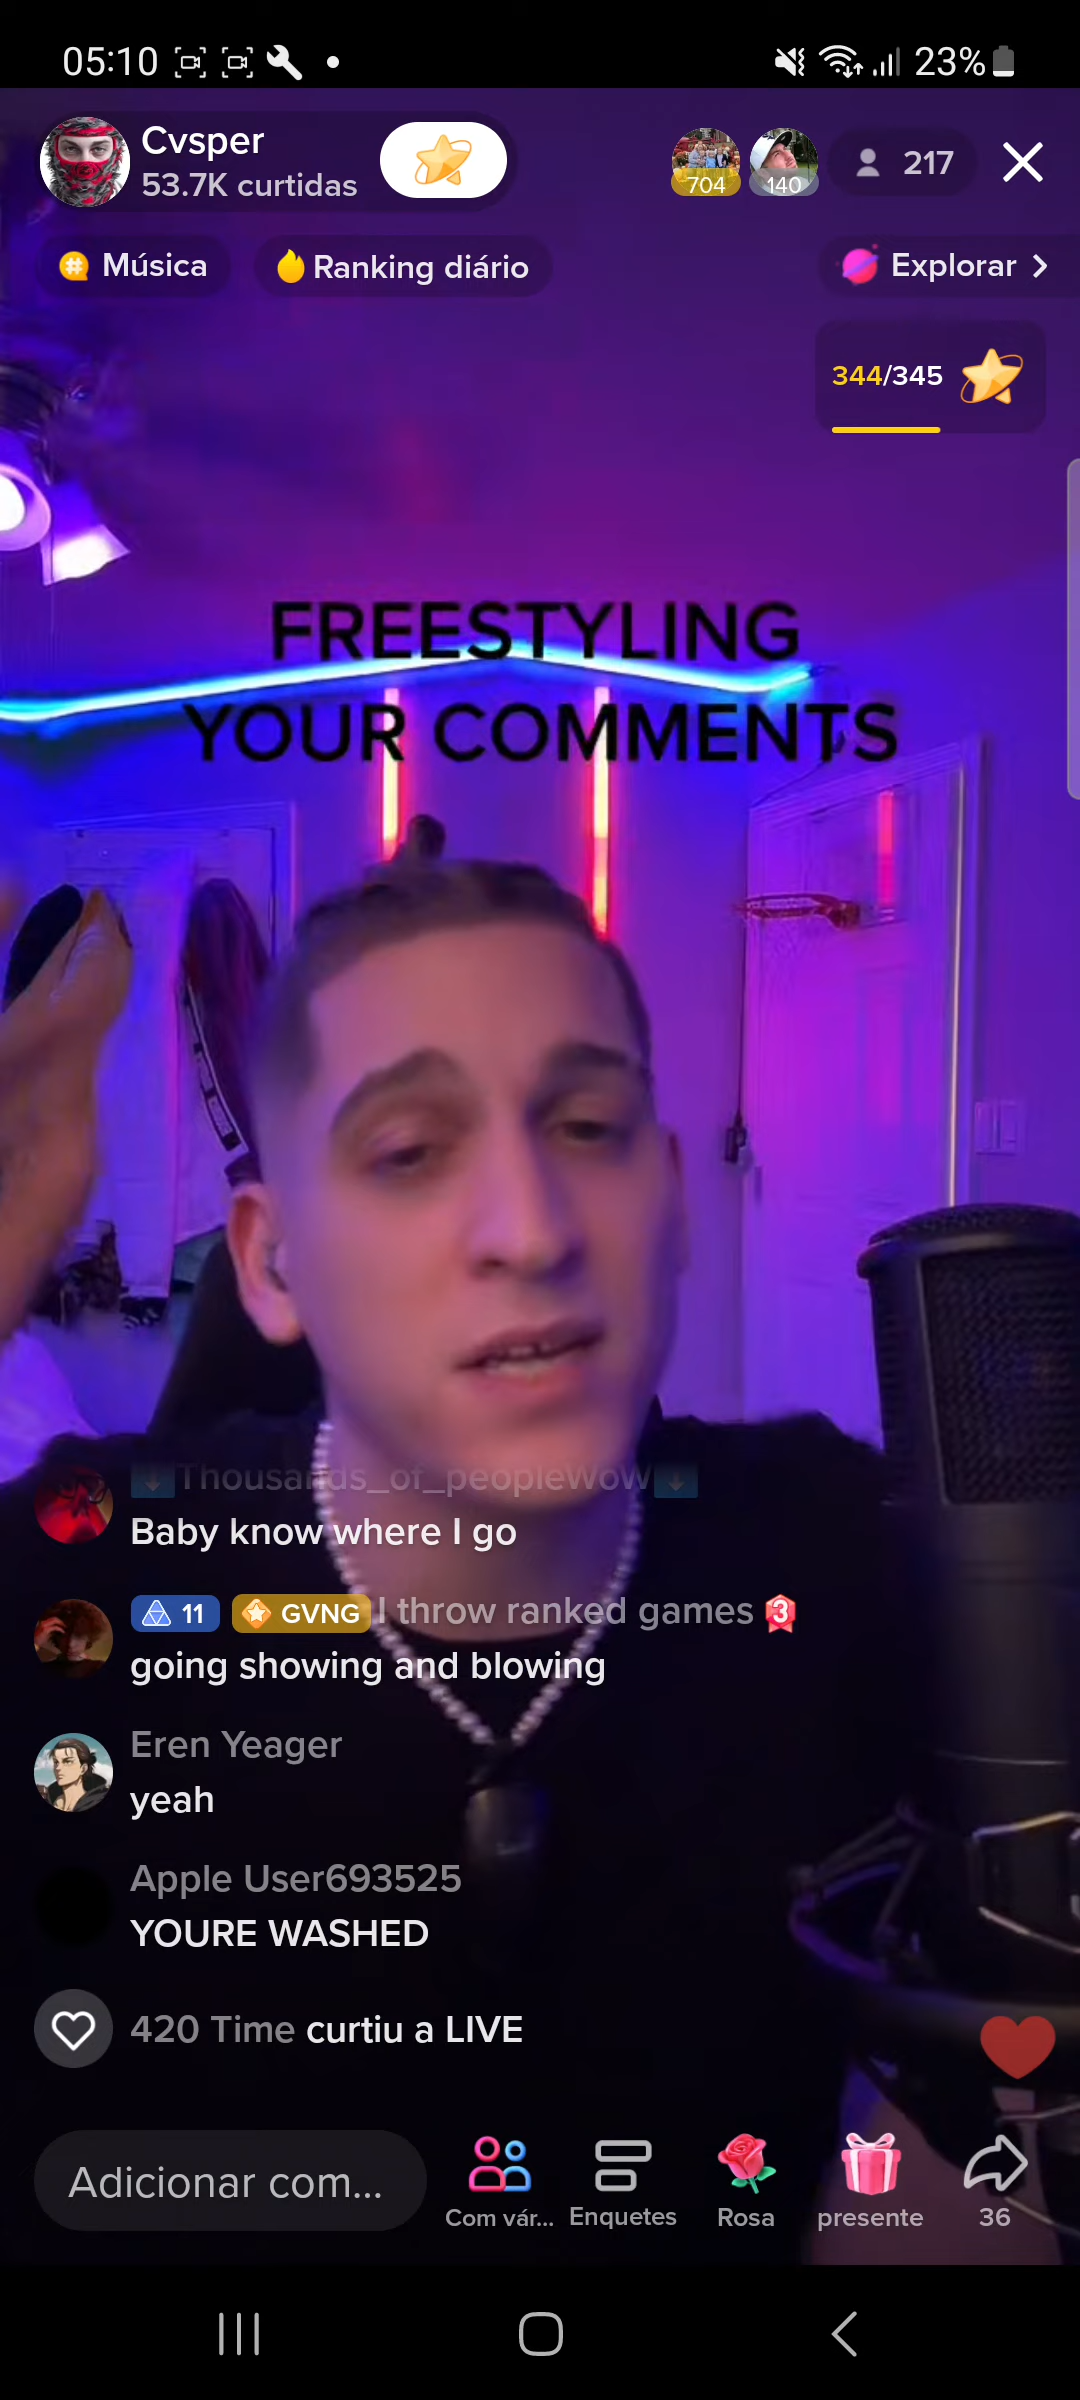 05:10
23%
Cvsper
53.7K curtidas
704
140
217
Música
Ranking diário
Explorar
344/345
FREESTYLING
YOUR COMMENTS
Thousands_of_peopleWoW
Baby know where I go
11 GVNG I throw ranked games 3
going showing and blowing
Eren Yeager
yeah
Apple User693525
YOURE WASHED
420 Time curtiu a LIVE
Adicionar com...
Com vár...
Enquetes
Rosa
presente
36